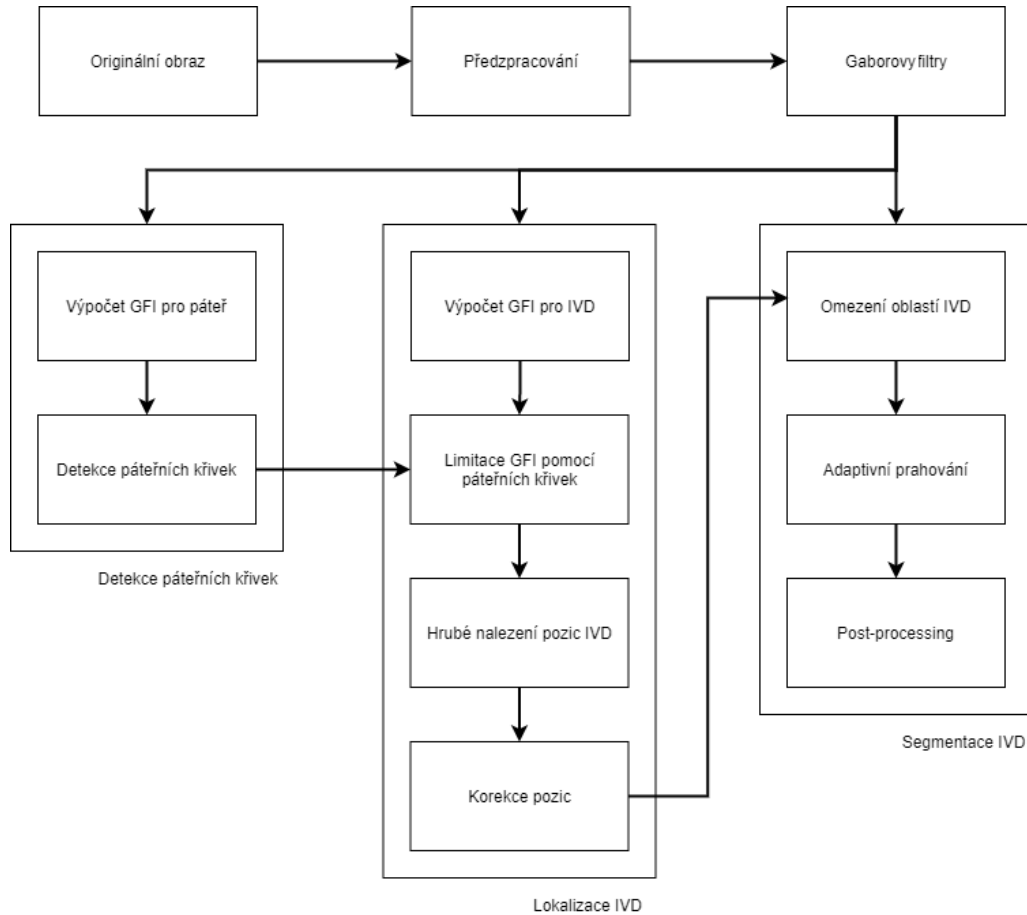 Originální obraz
Předzpracování
Gaborovy filtry
Výpočet GFI pro páteř
Detekce páteřních křivek
Detekce páteřních křivek
Výpočet GFI pro IVD
Limitace GFI pomocí
páteřních křivek
Hrubé nalezení pozic IVD
Korekce pozic
Lokalizace IVD
Omezení oblastí IVD
Adaptivní prahování
Post-processing
Segmentace IVD